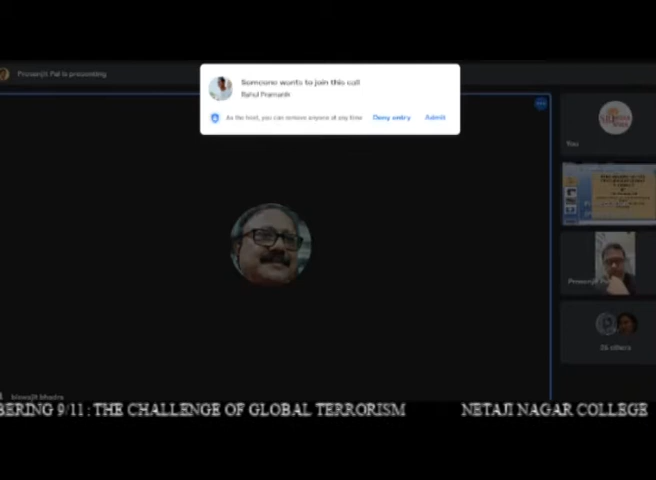 Prosenjit Pal is presenting
Someone wants to join this call
Rahul Pramanik
As the host, you can remove anyone at any time
Deny entry
Admit
You
Prosenjit Pal
26 others
biswajit bhadra
BERING 9/11: THE CHALLENGE OF GLOBAL TERRORISM
NETAJI NAGAR COLLEGE